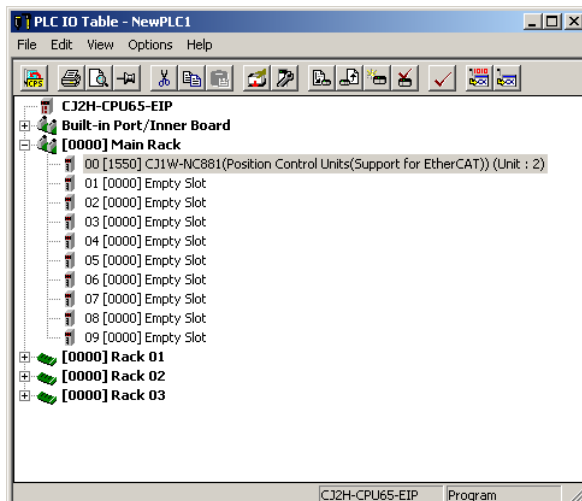 PLC IO Table - NewPLC1
File Edit View Options Help
CPS
1010
CJ2H-CPU65-EIP
Built-in Port/Inner Board
[0000] Main Rack
00 [1550] CJ1W-NC881(Position Control Units(Support for EtherCAT)) (Unit : 2)
01 [0000] Empty Slot
02 [0000] Empty Slot
03 [0000] Empty Slot
04 [0000] Empty Slot
05 [0000] Empty Slot
06 [0000] Empty Slot
07 [0000] Empty Slot
08 [0000] Empty Slot
09 [0000] Empty Slot
[0000] Rack 01
[0000] Rack 02
[0000] Rack 03
CJ2H-CPU65-EIP Program